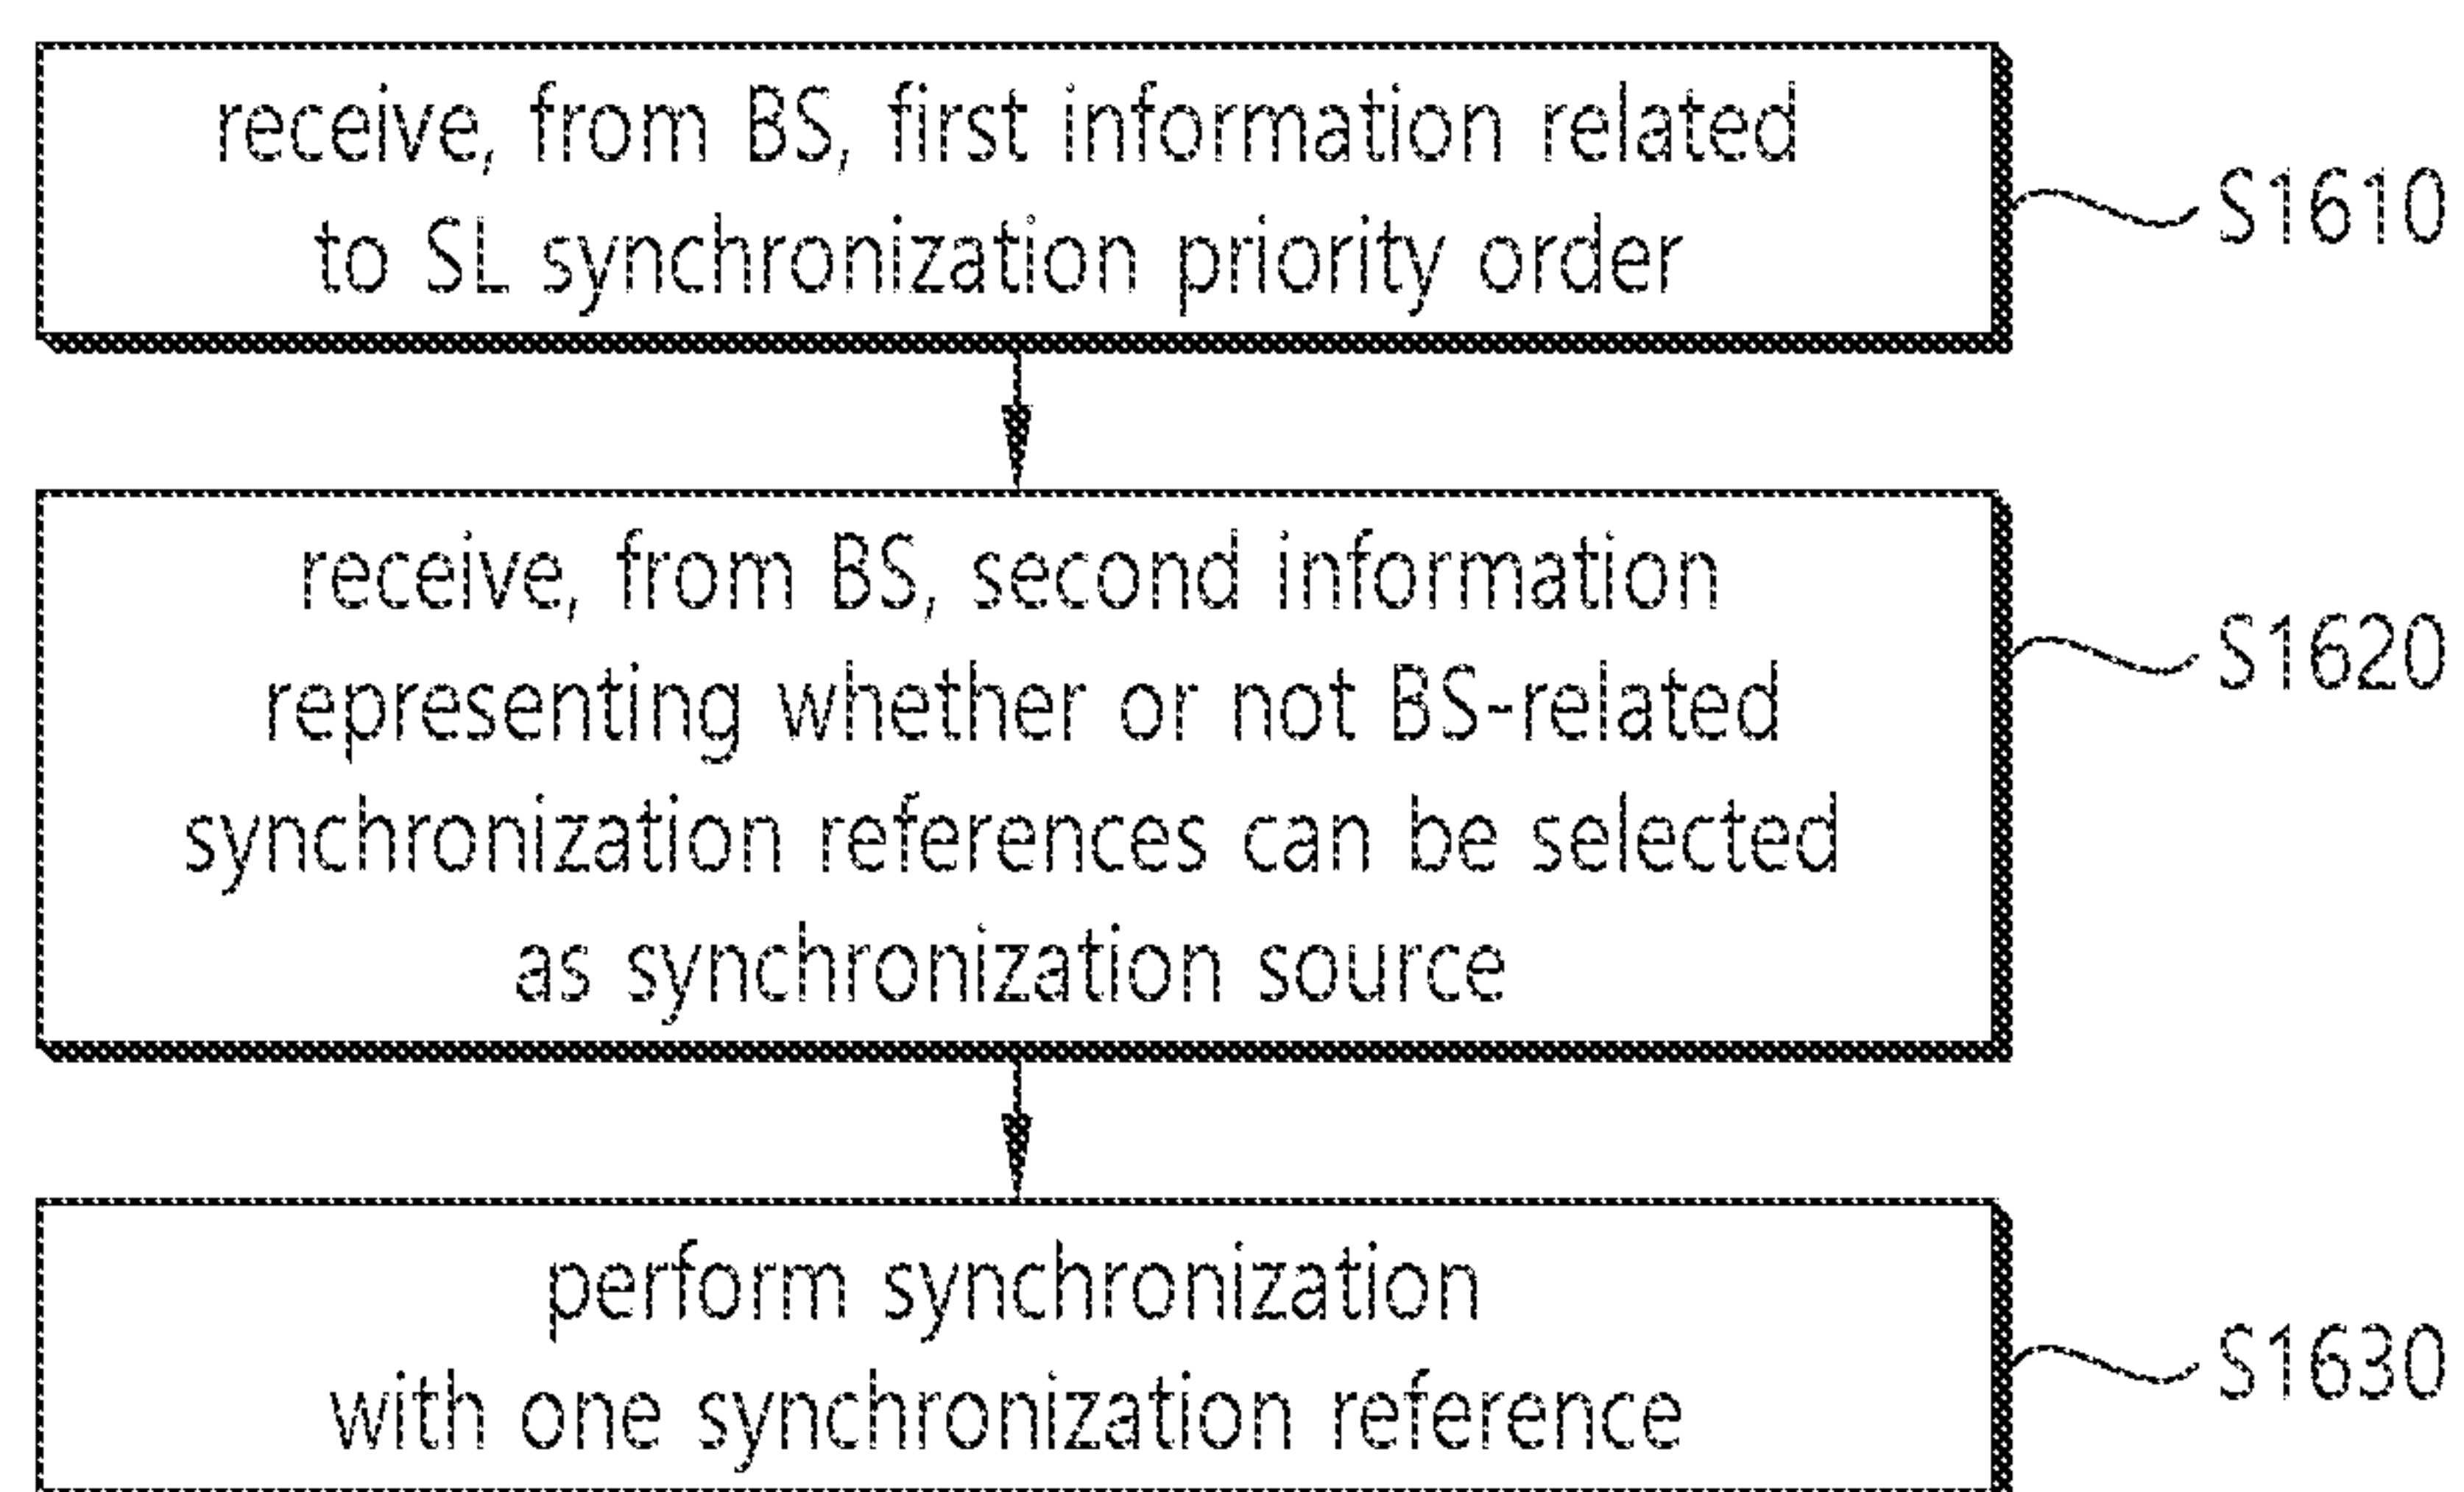 receive, from BS, first information related
to SL synchronization priority order
S1610
receive, from BS, second information
representing whether or not BS-related
synchronization references can be selected
as synchronization source
S1620
perform synchronization
with one synchronization reference
S1630